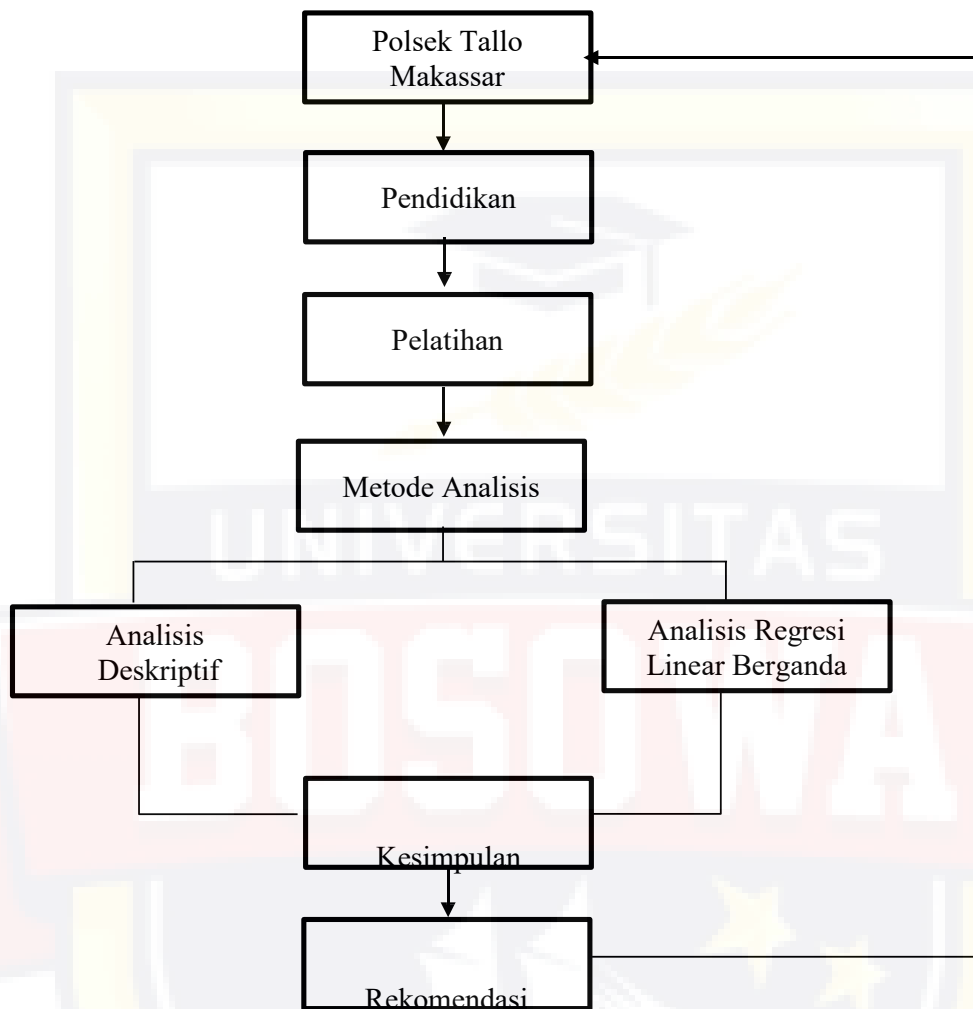 Polsek Tallo
Makassar
Pendidikan
Pelatihan
Metode Analisis
UNIVERSITAS
Analisis
Deskriptif
Analisis Regresi
Linear Berganda
BOSOWA
Kesimpulan
Rekomendasi